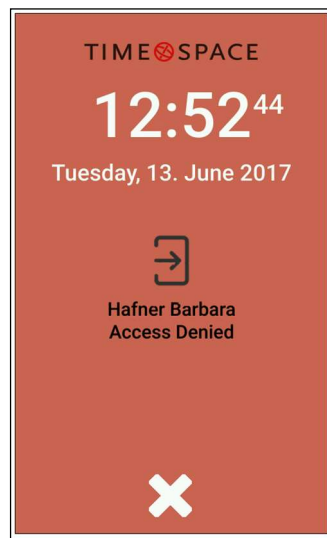 TIME SPACE
12:52 44
Tuesday, 13. June 2017
Hafner Barbara
Access Denied